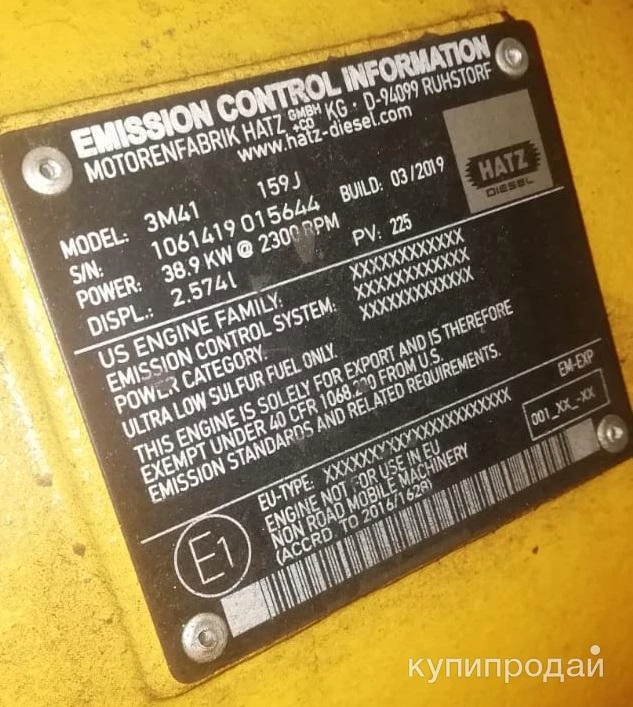 EMISSION CONTROL INFORMATION
MOTORENFABRIK HATZ GMBH +CO KG · D-94099 RUHSTORF
www.hatz-diesel.com
HATZ
DIESEL
MODEL: 3M41 159J BUILD: 03/2019
S/N: 1061419 015644
POWER: 38.9 KW @ 2300 RPM PV: 225
DISPL.: 2.574l
US ENGINE FAMILY: XXXXXXXXXXXXX
EMISSION CONTROL SYSTEM: XXXXXXXXXXXXX
POWER CATEGORY: XXXXXXXXXXXXX
ULTRA LOW SULFUR FUEL ONLY.
THIS ENGINE IS SOLELY FOR EXPORT AND IS THEREFORE
EXEMPT UNDER 40 CFR 1068.230 FROM U.S.
EMISSION STANDARDS AND RELATED REQUIREMENTS.
EM-EXP
001_XX_-XX
EU-TYPE: XXXXXXXXXXXXXXXXXXXXXXX
ENGINE NOT FOR USE IN EU
NON ROAD MOBILE MACHINERY
(ACCRD. TO 2016/1628)
E1
купипродай